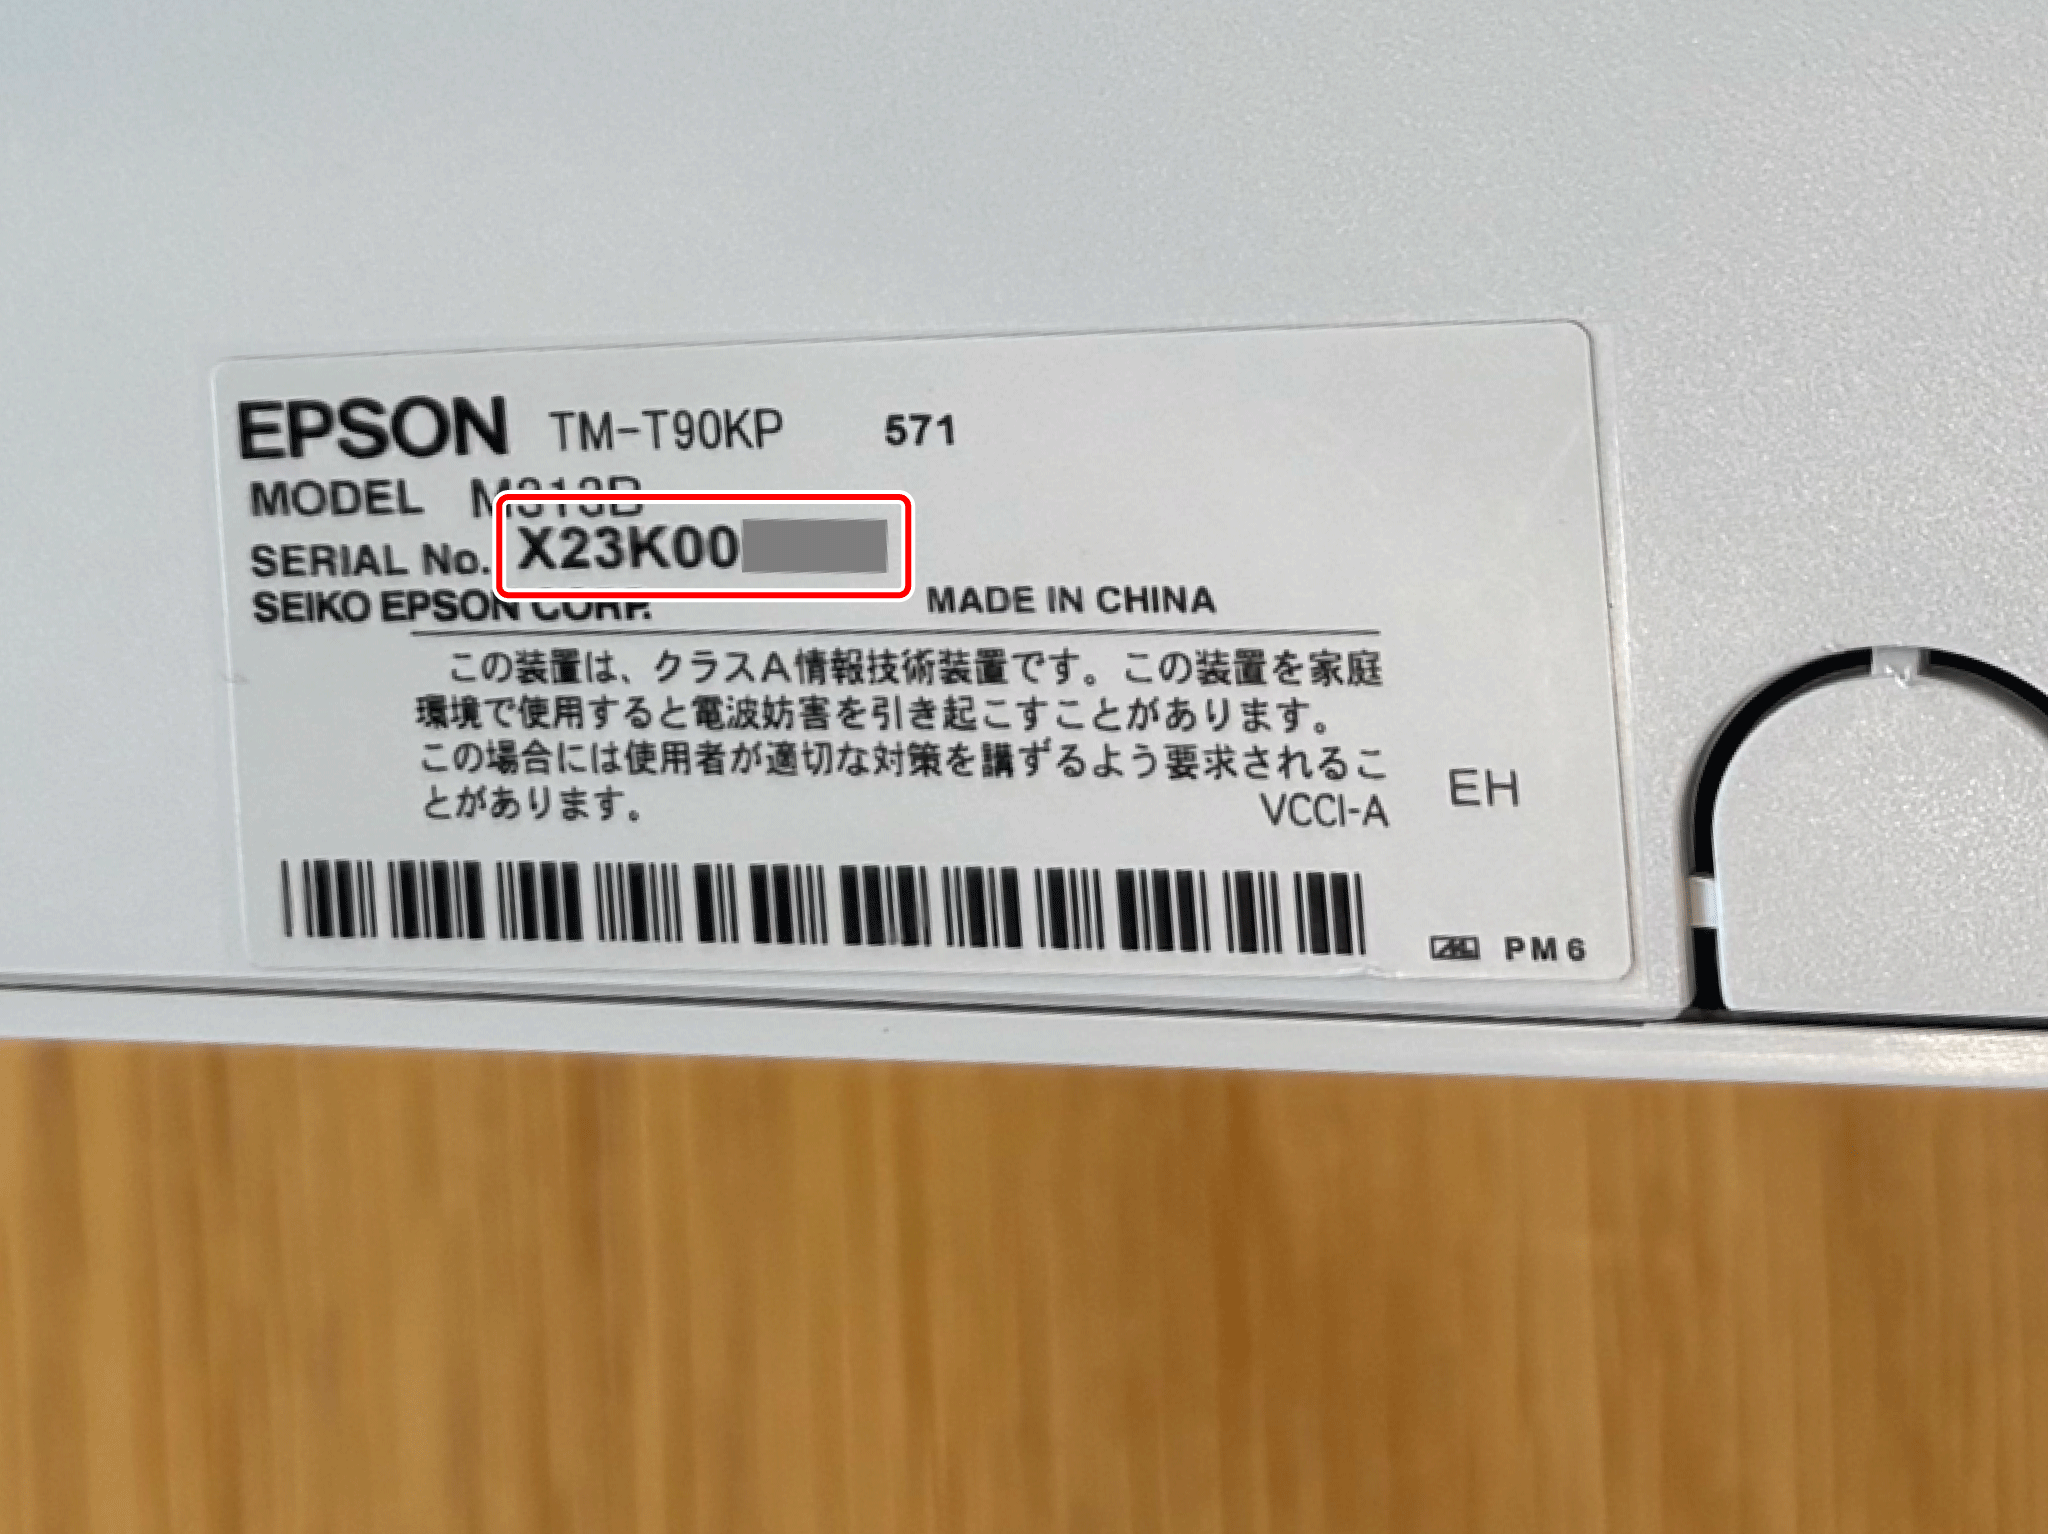 EPSON TM-T90KP 571
MODEL M313B
SERIAL No. X23K00
SEIKO EPSON CORP. MADE IN CHINA
この装置は、クラスA情報技術装置です。この装置を家庭
環境で使用すると電波妨害を引き起こすことがあります。
この場合には使用者が適切な対策を講ずるよう要求されるこ
とがあります。 VCCI-A
EH
PM6